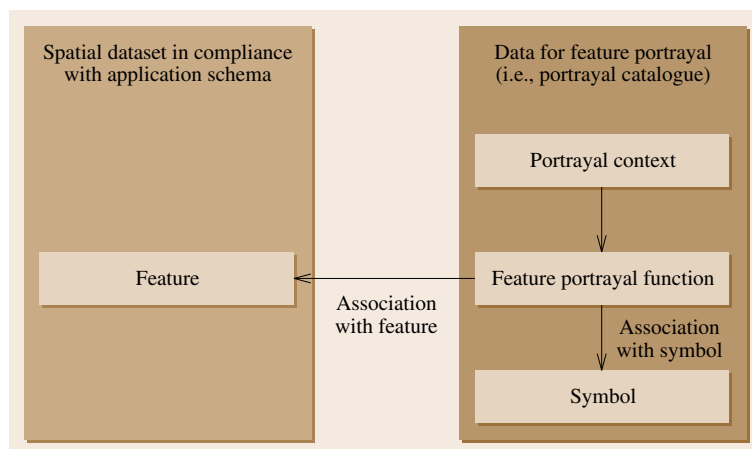 Spatial dataset in compliance
with application schema
Data for feature portrayal
(i.e., portrayal catalogue)
Portrayal context
Feature
Feature portrayal function
Association
with feature
Association
with symbol
Symbol